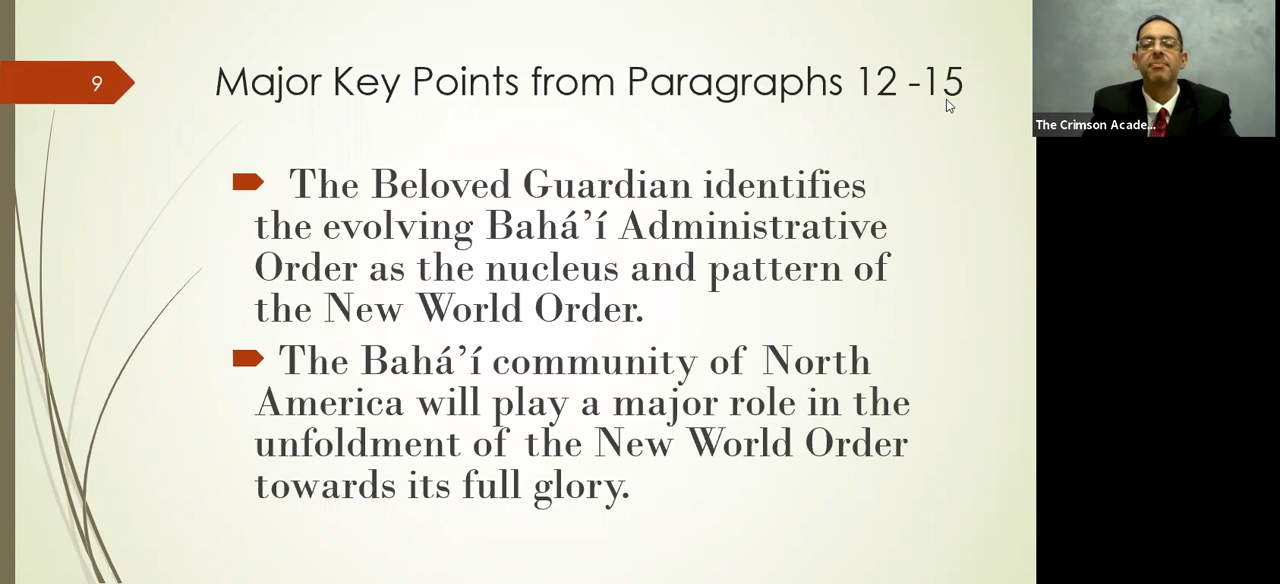 9
Major Key Points from Paragraphs 12 -15
The Beloved Guardian identifies
the evolving Bahá’í Administrative
Order as the nucleus and pattern of
the New World Order.
The Bahá’í community of North
America will play a major role in the
unfoldment of the New World Order
towards its full glory.
The Crimson Acade...